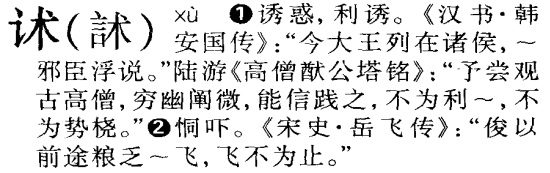 訹(訹) xù ❶诱惑,利诱。《汉书·韩
安国传》:“今大王列在诸侯,~
邪臣浮说。”陆游《高僧猷公塔铭》:“予尝观
古高僧,穷幽阐微,能信践之,不为利~,不
为势桡。”❷恫吓。《宋史·岳飞传》:“俊以
前途粮乏~飞,飞不为止。”